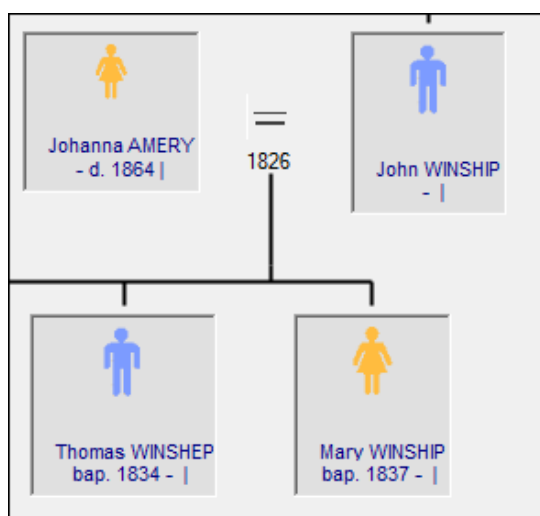 Johanna AMERY
- d. 1864 |
=
1826
John WINSHIP
- |
Thomas WINSHEP
bap. 1834 - |
Mary WINSHIP
bap. 1837 - |